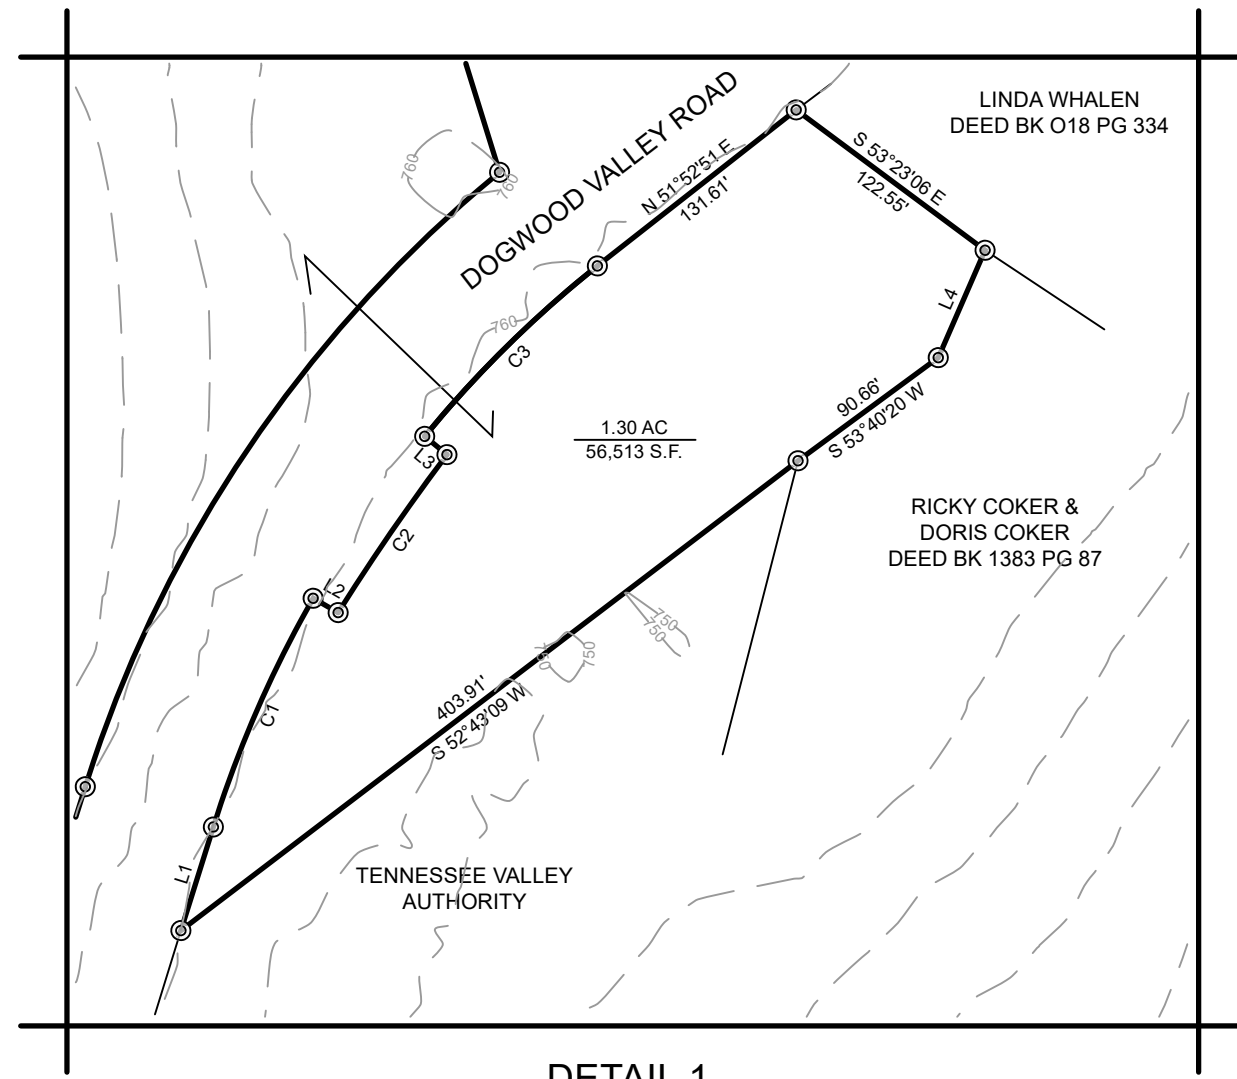 LINDA WHALEN
DEED BK O18 PG 334
DOGWOOD VALLEY ROAD
S 53°23'06 E
122.55'
N 51°52'51 E
131.61'
760
760
760
L4
C3
90.66'
S 53°40'20 W
1.30 AC
56,513 S.F.
L3
RICKY COKER &
DORIS COKER
DEED BK 1383 PG 87
C2
L2
750
750
750
403.91'
S 52°43'09 W
C1
L1
TENNESSEE VALLEY
AUTHORITY
DETAIL 1